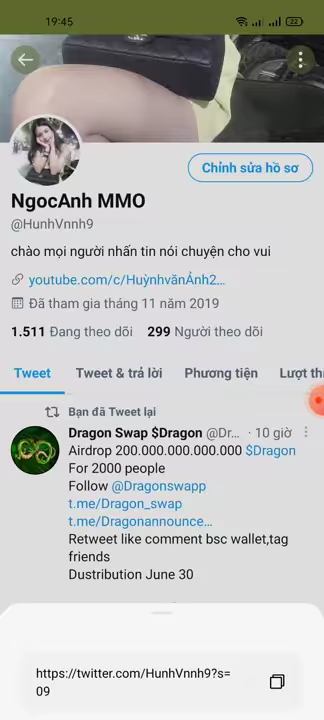 19:45
22
Chỉnh sửa hồ sơ
NgocAnh MMO
@HunhVnnh9
chào mọi người nhấn tin nói chuyện cho vui
youtube.com/c/HuỳnhvănẢnh2...
Đã tham gia tháng 11 năm 2019
1.511 Đang theo dõi 299 Người theo dõi
Tweet Tweet & trả lời Phương tiện Lượt th
Bạn đã Tweet lại
Dragon Swap $Dragon @Dr... · 10 giờ
Airdrop 200.000.000.000.000 $Dragon
For 2000 people
Follow @Dragonswapp
t.me/Dragon_swap
t.me/Dragonannounce...
Retweet like comment bsc wallet,tag
friends
Dustribution June 30
https://twitter.com/HunhVnnh9?s=
09